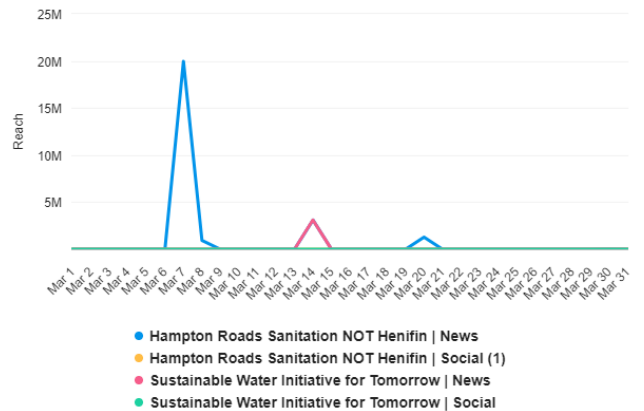 25M
20M
15M
10M
5M
Reach
Mar 1
Mar 2
Mar 3
Mar 4
Mar 5
Mar 6
Mar 7
Mar 8
Mar 9
Mar 10
Mar 11
Mar 12
Mar 13
Mar 14
Mar 15
Mar 16
Mar 17
Mar 18
Mar 19
Mar 20
Mar 21
Mar 22
Mar 23
Mar 24
Mar 25
Mar 26
Mar 27
Mar 28
Mar 29
Mar 30
Mar 31
Hampton Roads Sanitation NOT Henifin | News
Hampton Roads Sanitation NOT Henifin | Social (1)
Sustainable Water Initiative for Tomorrow | News
Sustainable Water Initiative for Tomorrow | Social